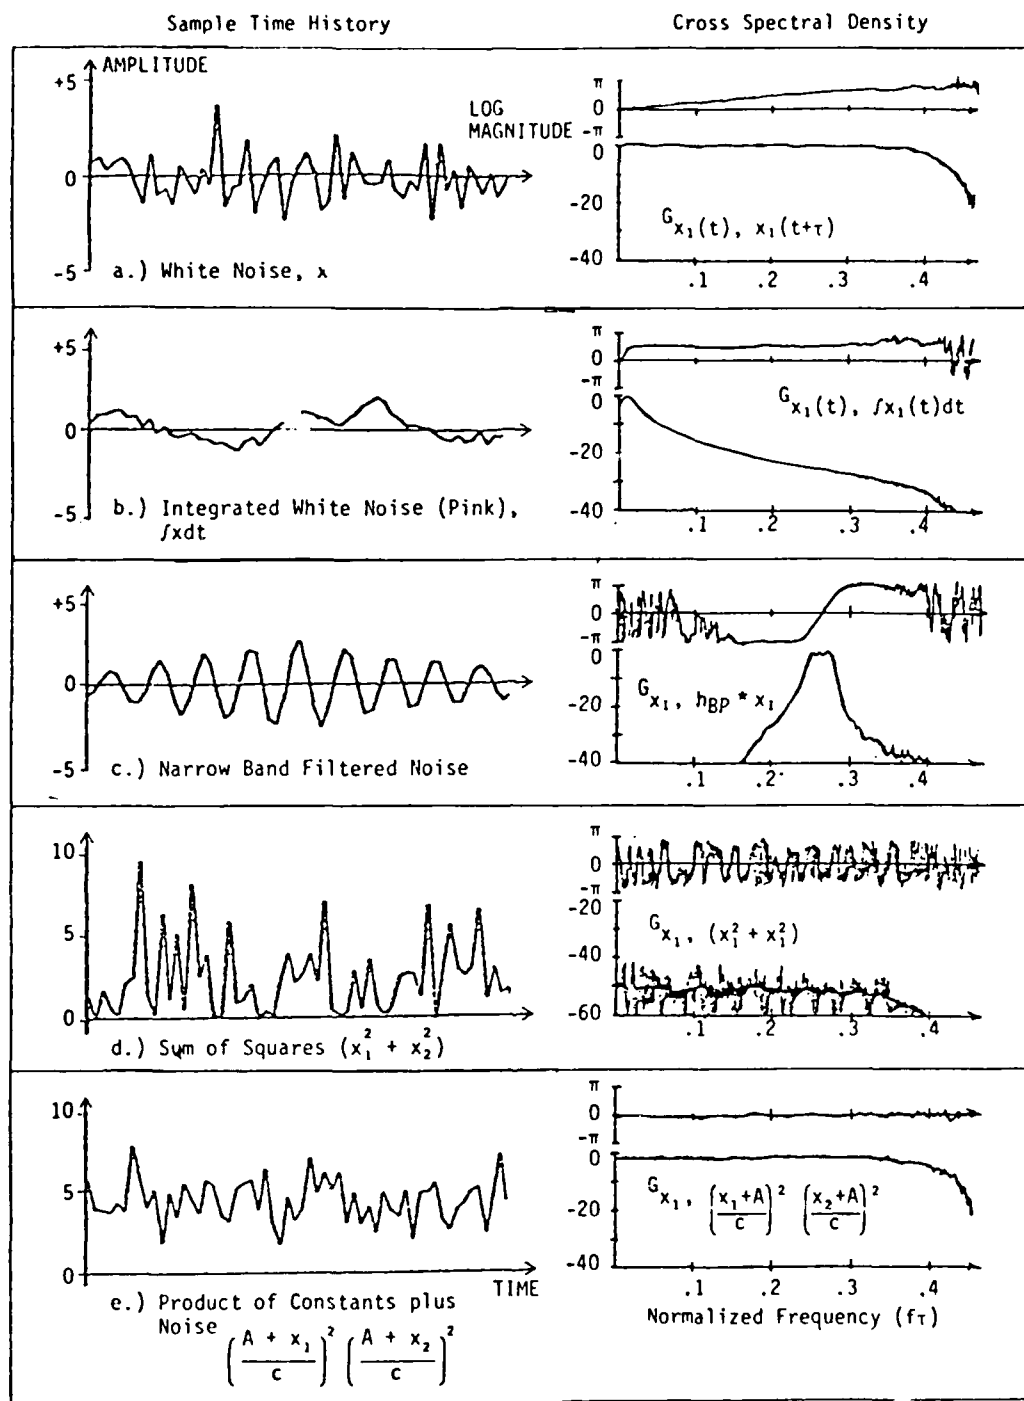 Sample Time History
Cross Spectral Density
AMPLITUDE
+5
0
-5
a.) White Noise, x
LOG MAGNITUDE
π
0
-π
0
-20
-40
G x₁(t), x₁(t+τ)
.1 .2 .3 .4
+5
0
-5
b.) Integrated White Noise (Pink),
∫xdt
π
0
-π
0
-20
-40
G x₁(t), ∫x₁(t)dt
.1 .2 .3 .4
+5
0
-5
c.) Narrow Band Filtered Noise
π
0
-π
0
-20
-40
G x₁, h_BP * x₁
.1 .2 .3 .4
10
5
0
d.) Sum of Squares (x₁² + x₂²)
π
0
-π
-20
-40
-60
G x₁, (x₁² + x₁²)
.1 .2 .3 .4
10
5
0
TIME
e.) Product of Constants plus
Noise ((A + x₁)/C)² ((A + x₂)/C)²
π
0
-π
0
-20
-40
G x₁, ((x₁+A)/C)² ((x₂+A)/C)²
.1 .2 .3 .4
Normalized Frequency (fτ)